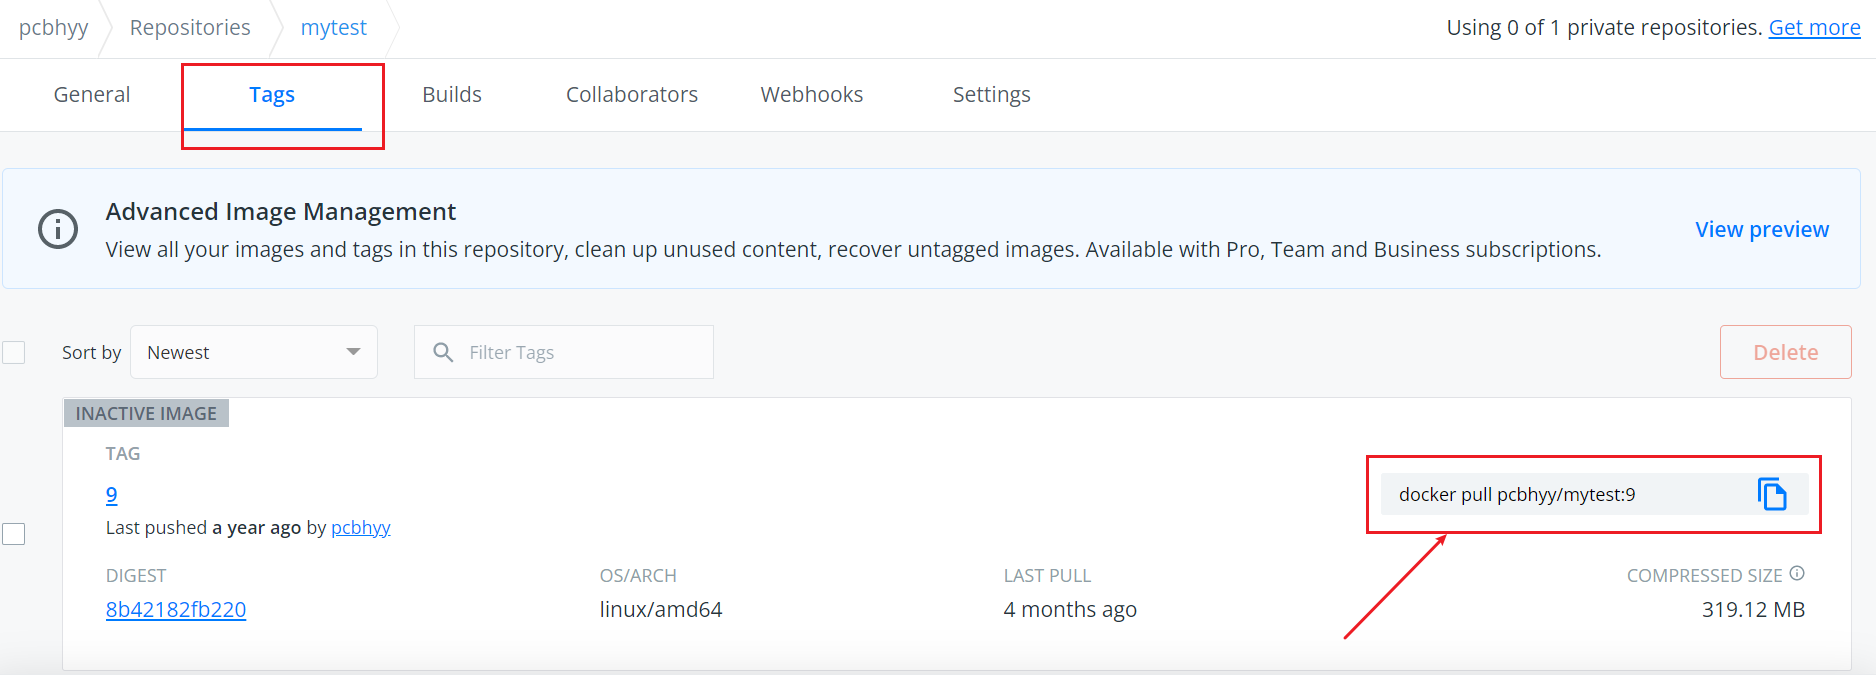 pcbhyy Repositories mytest Using 0 of 1 private repositories. Get more
General Tags Builds Collaborators Webhooks Settings
Advanced Image Management
View all your images and tags in this repository, clean up unused content, recover untagged images. Available with Pro, Team and Business subscriptions.
View preview
Sort by Newest Filter Tags Delete
INACTIVE IMAGE
TAG
9
docker pull pcbhyy/mytest:9
Last pushed a year ago by pcbhyy
DIGEST OS/ARCH LAST PULL COMPRESSED SIZE
8b42182fb220 linux/amd64 4 months ago 319.12 MB